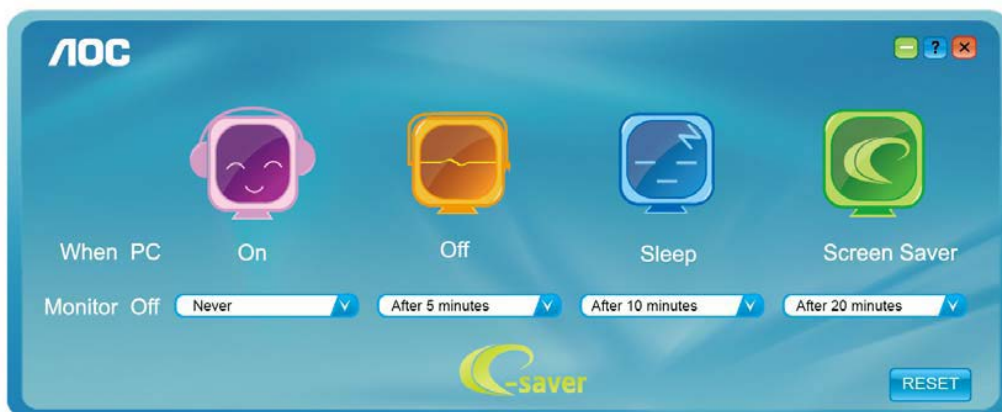 AOC
?
When PC On Off Sleep Screen Saver
Monitor Off Never After 5 minutes After 10 minutes After 20 minutes
e-saver
RESET